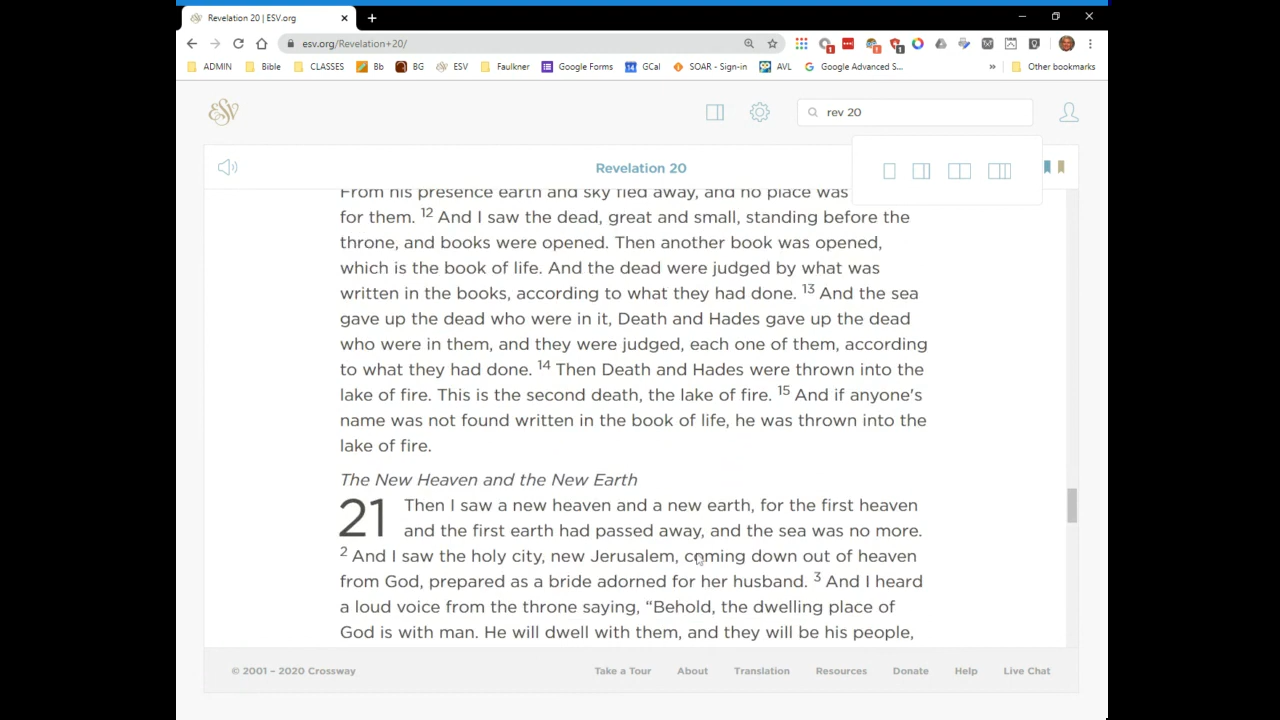 Revelation 20 | ESV.org
esv.org/Revelation+20/
ADMIN Bible CLASSES Bb BG ESV Faulkner Google Forms GCal SOAR - Sign-in AVL Google Advanced S... » Other bookmarks
ESV
rev 20
Revelation 20
From his presence earth and sky fled away, and no place was
for them. 12 And I saw the dead, great and small, standing before the
throne, and books were opened. Then another book was opened,
which is the book of life. And the dead were judged by what was
written in the books, according to what they had done. 13 And the sea
gave up the dead who were in it, Death and Hades gave up the dead
who were in them, and they were judged, each one of them, according
to what they had done. 14 Then Death and Hades were thrown into the
lake of fire. This is the second death, the lake of fire. 15 And if anyone's
name was not found written in the book of life, he was thrown into the
lake of fire.
The New Heaven and the New Earth
21 Then I saw a new heaven and a new earth, for the first heaven
and the first earth had passed away, and the sea was no more.
2 And I saw the holy city, new Jerusalem, coming down out of heaven
from God, prepared as a bride adorned for her husband. 3 And I heard
a loud voice from the throne saying, “Behold, the dwelling place of
God is with man. He will dwell with them, and they will be his people,
© 2001 – 2020 Crossway Take a Tour About Translation Resources Donate Help Live Chat